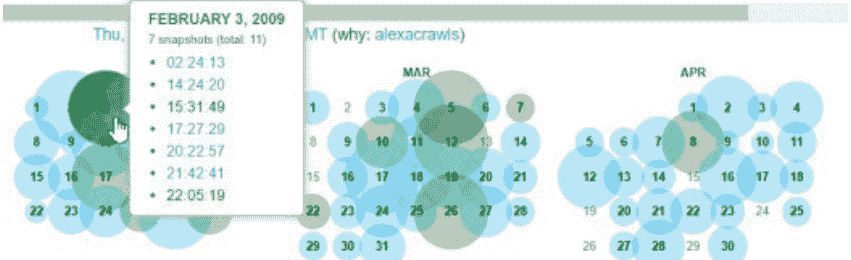 FEBRUARY 3, 2009
7 snapshots (total: 11)
Thu, MT (why: alexacrawls)
• 02:24:13
• 14:24:20
• 15:31:49
• 17:27:29
• 20:22:57
• 21:42:41
• 22:05:19
1
8 9
15 16 17
22 23 24
MAR
1 2 3 4 5 6 7
8 9 10 11 12 13 14
15 16 17 18 19 20 21
22 23 24 25 26 27 28
29 30 31
APR
1 2 3 4
5 6 7 8 9 10 11
12 13 14 15 16 17 18
19 20 21 22 23 24 25
26 27 28 29 30